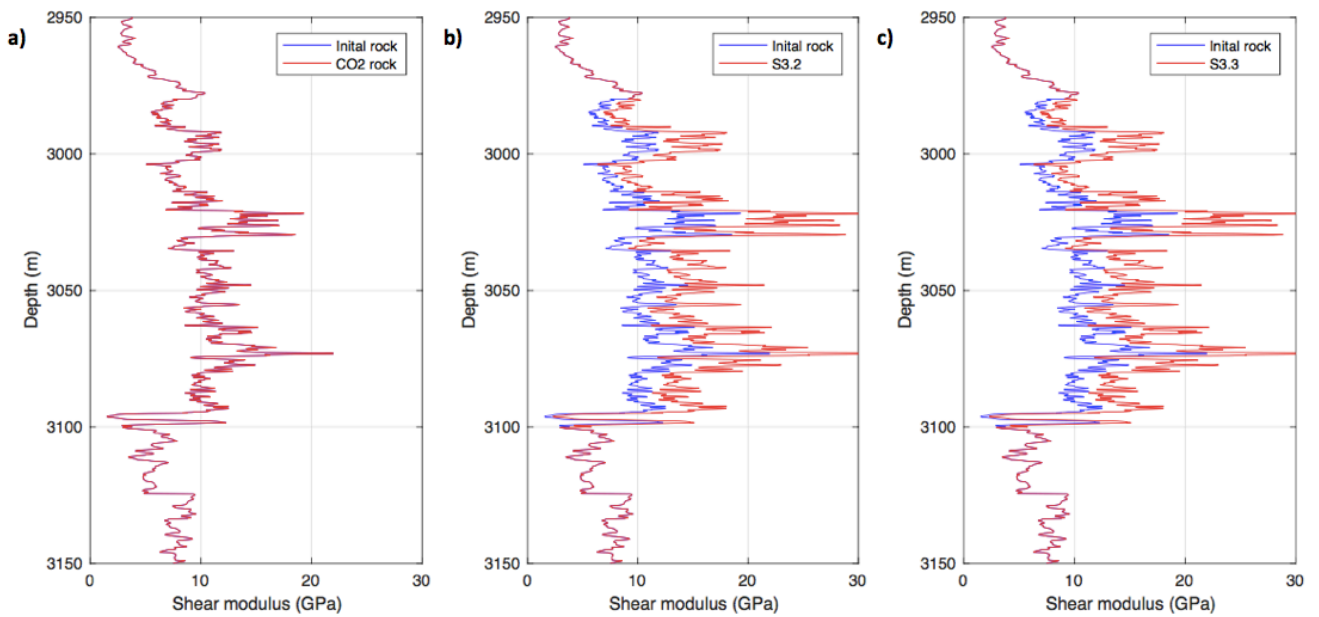 a)
2950
3000
3050
3100
3150
Depth (m)
0 10 20 30
Shear modulus (GPa)
Inital rock
CO2 rock
b)
2950
3000
3050
3100
3150
Depth (m)
0 10 20 30
Shear modulus (GPa)
Inital rock
S3.2
c)
2950
3000
3050
3100
3150
Depth (m)
0 10 20 30
Shear modulus (GPa)
Inital rock
S3.3